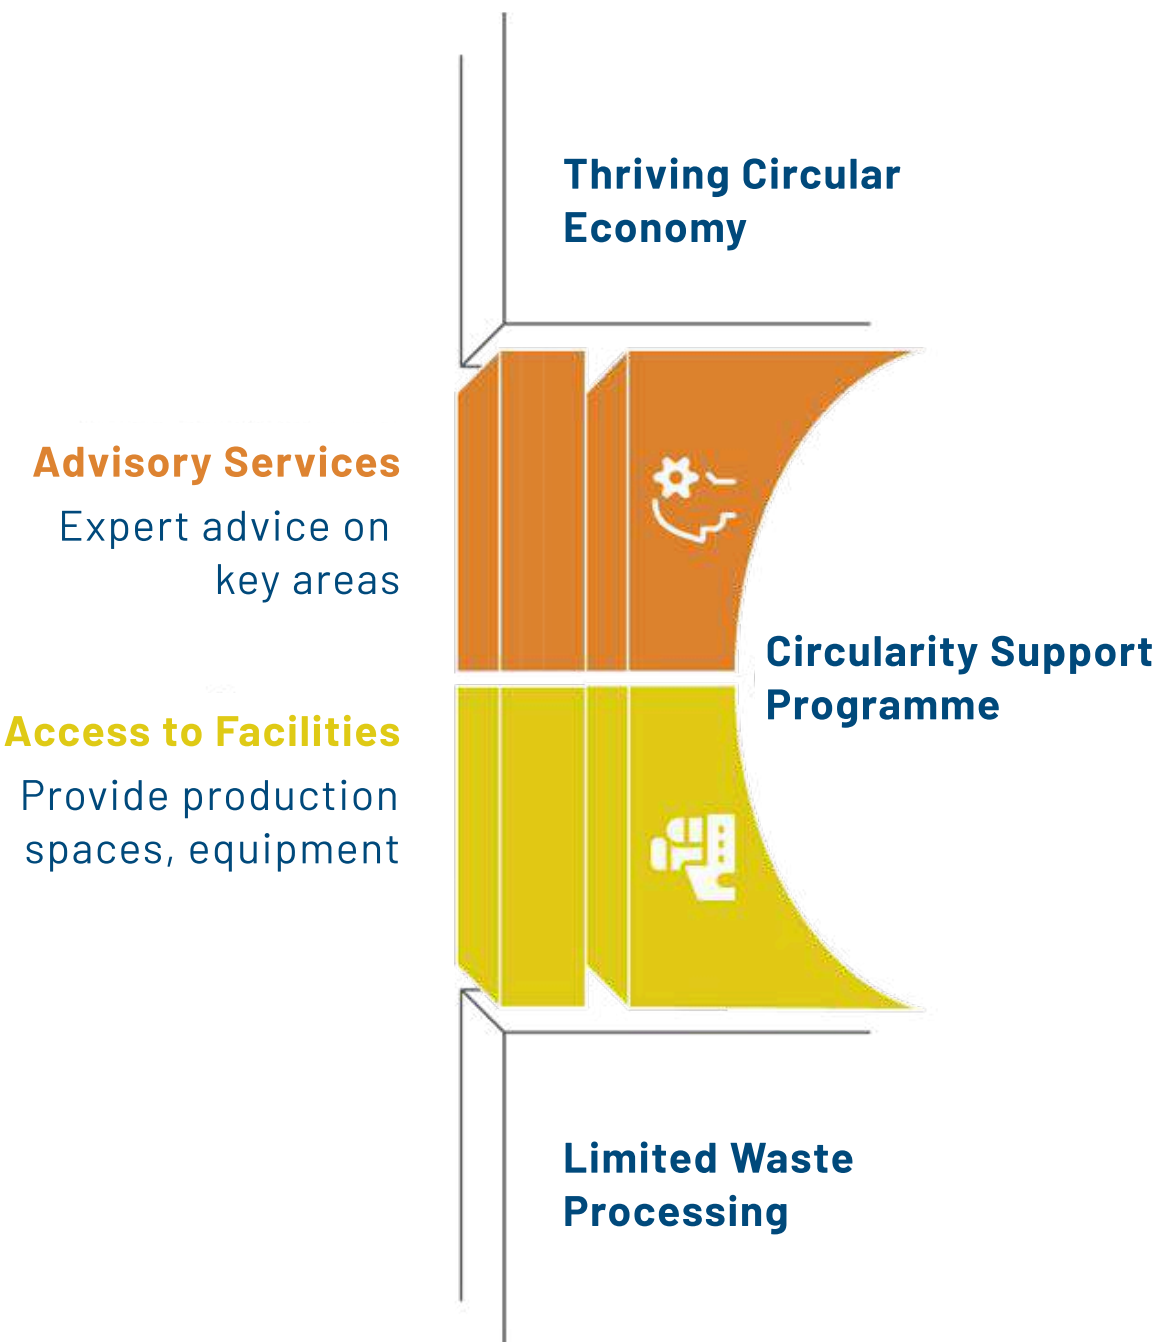 Thriving Circular
Economy
Advisory Services
Expert advice on
key areas
Circularity Support
Programme
Access to Facilities
Provide production
spaces, equipment
Limited Waste
Processing